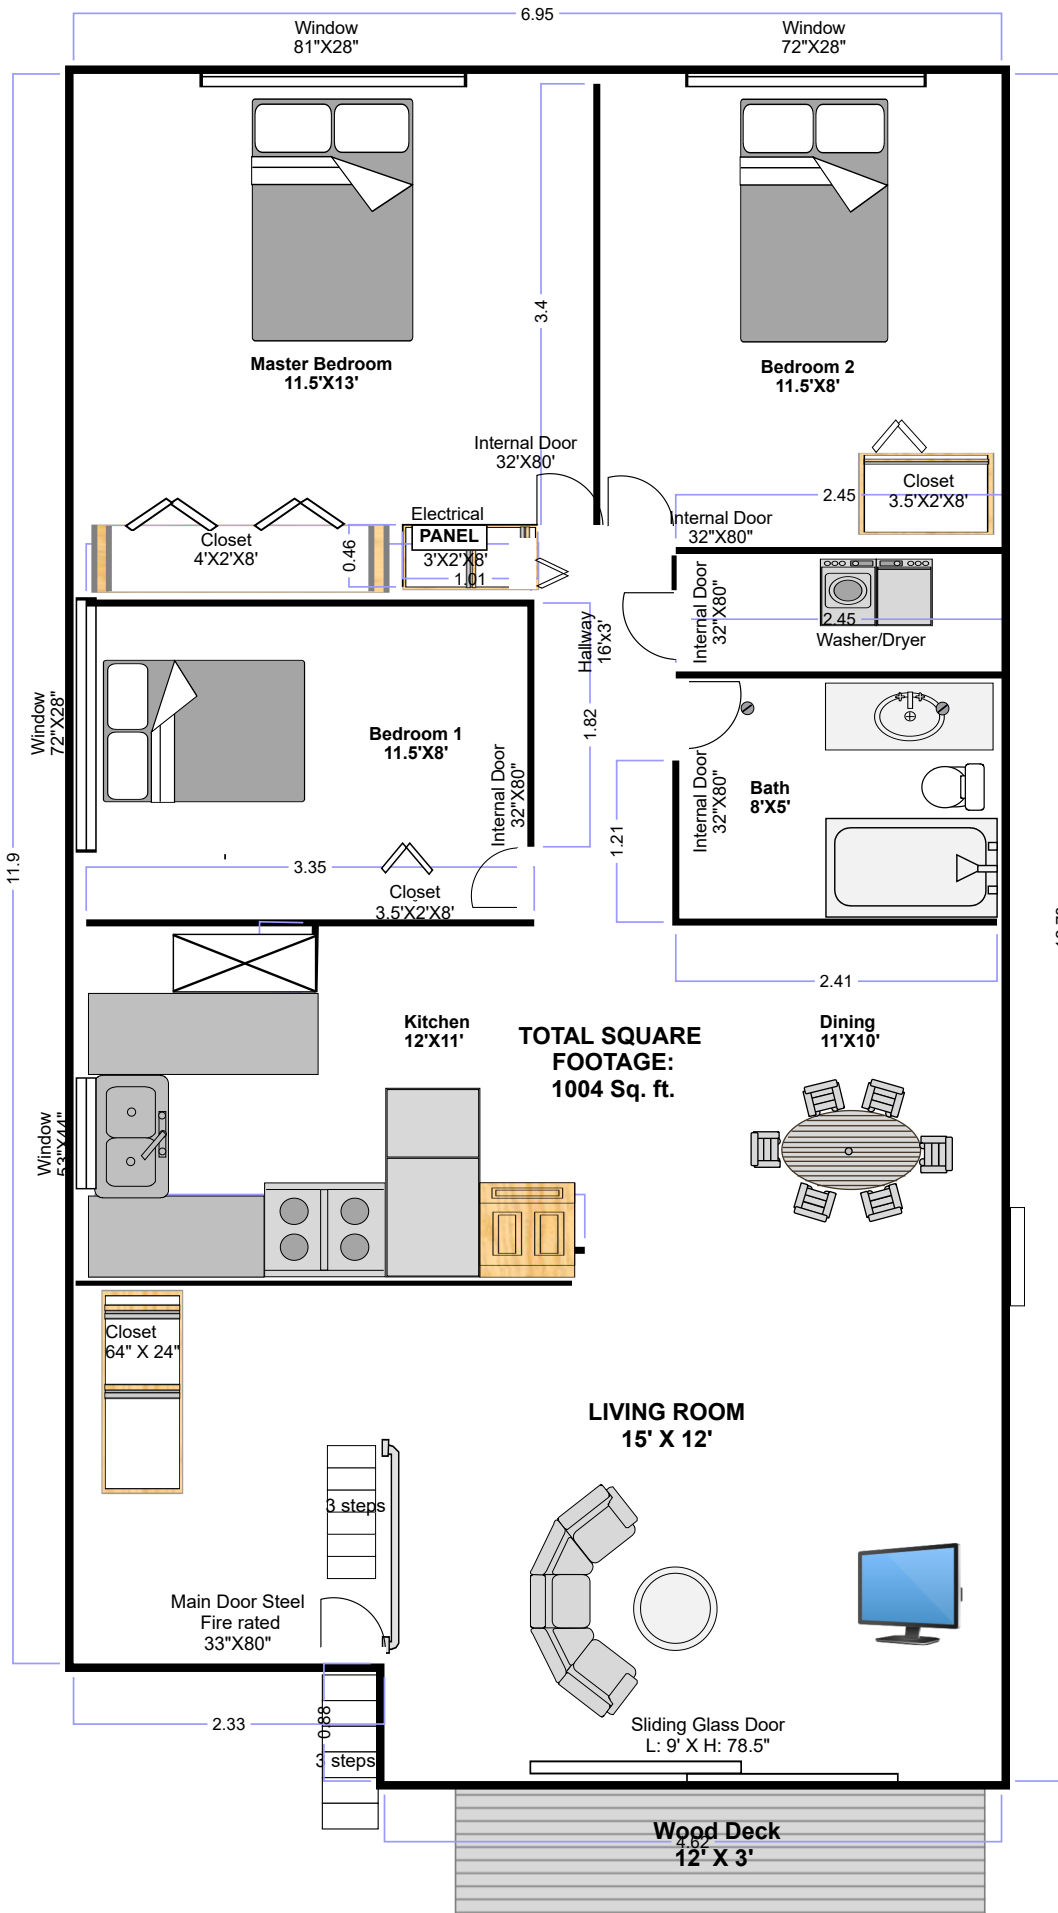 6.95
Window
81"X28"
Window
72"X28"
3.4
Master Bedroom
11.5'X13'
Bedroom 2
11.5'X8'
Internal Door
32'X80'
Closet
3.5'X2'X8'
2.45
Electrical
PANEL
3'X2'X8'
1.01
Internal Door
32"X80"
Closet
4'X2'X8'
0.46
Internal Door
32"X80"
2.45
Washer/Dryer
Hallway
16'x3'
Window
72"X28"
1.82
Bedroom 1
11.5'X8'
Internal Door
32"X80"
Internal Door
32"X80"
Bath
8'X5'
1.21
11.9
3.35
Closet
3.5'X2'X8'
2.41
Kitchen
12'X11'
TOTAL SQUARE
FOOTAGE:
1004 Sq. ft.
Dining
11'X10'
Window
53"X44"
Closet
64" X 24"
LIVING ROOM
15' X 12'
3 steps
Main Door Steel
Fire rated
33"X80"
2.33
0.88
3 steps
Sliding Glass Door
L: 9' X H: 78.5"
Wood Deck
4.62
12' X 3'